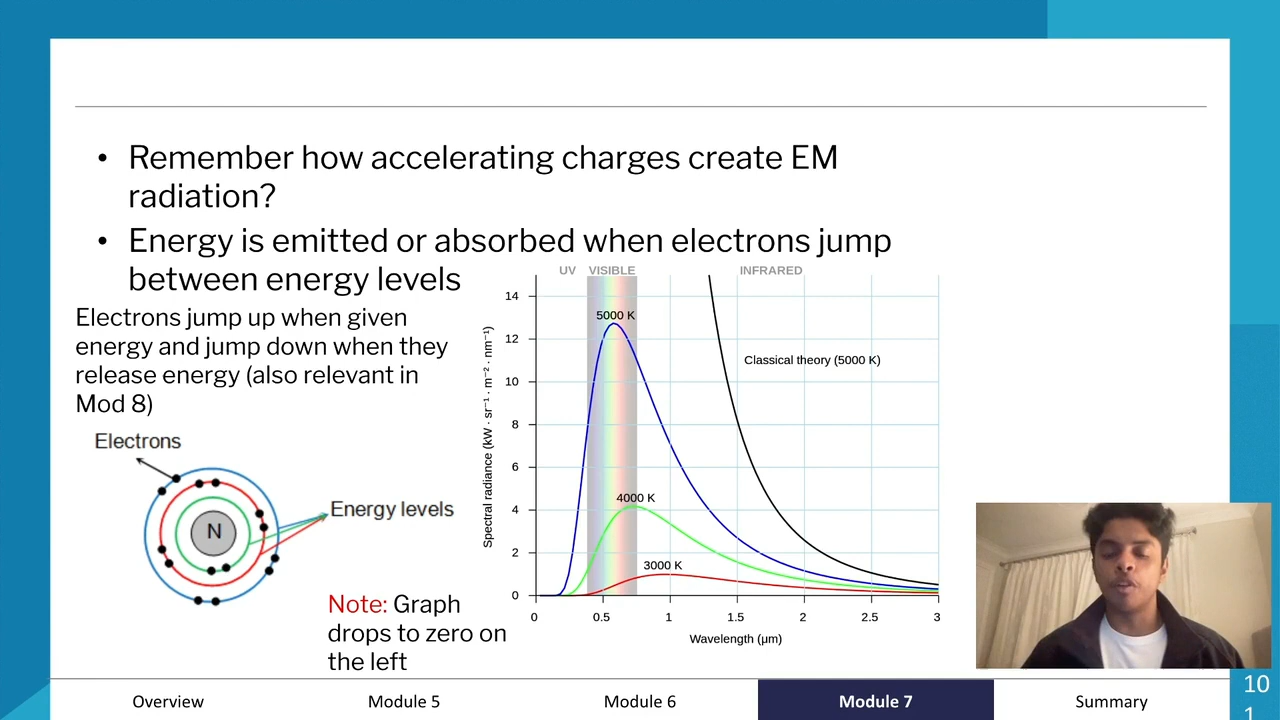 • Remember how accelerating charges create EM
radiation?
• Energy is emitted or absorbed when electrons jump
between energy levels
Electrons jump up when given
energy and jump down when they
release energy (also relevant in
Mod 8)
Electrons
N
Energy levels
Note: Graph
drops to zero on
the left
UV VISIBLE INFRARED
14
12
10
8
6
4
2
0
Spectral radiance (kW · sr⁻¹ · m⁻² · nm⁻¹)
5000 K
Classical theory (5000 K)
4000 K
3000 K
0 0.5 1 1.5 2 2.5 3
Wavelength (μm)
Overview Module 5 Module 6 Module 7 Summary
10
1